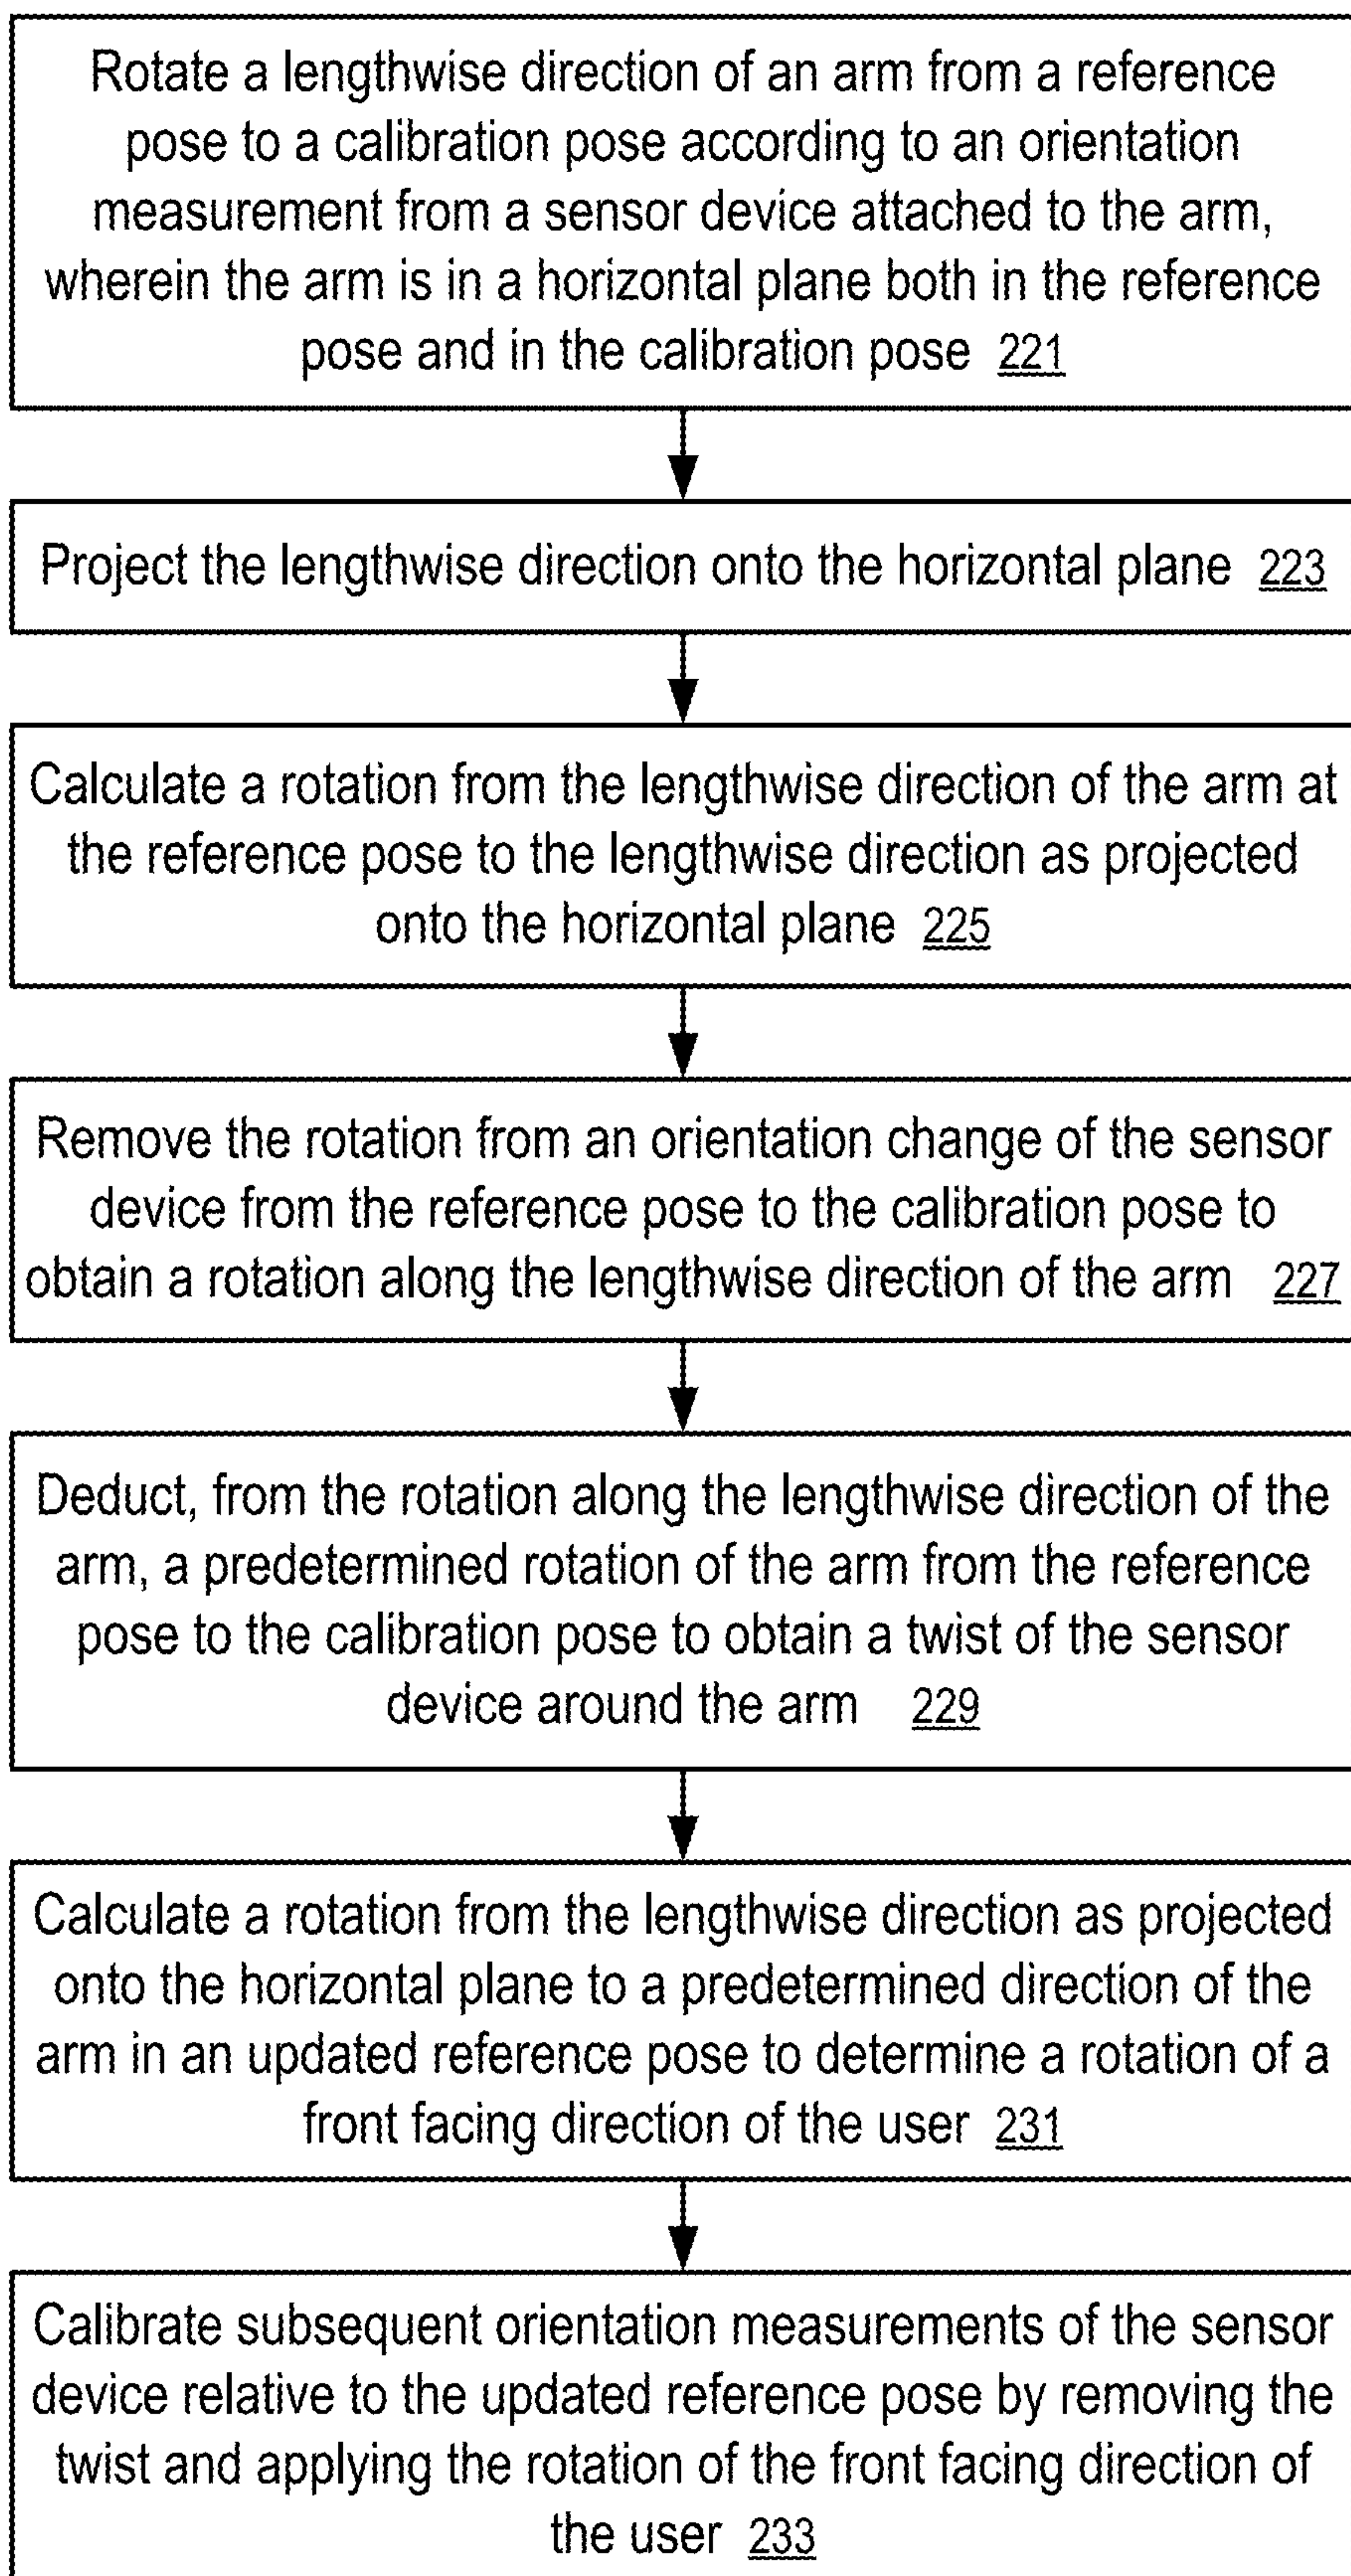 Rotate a lengthwise direction of an arm from a reference
pose to a calibration pose according to an orientation
measurement from a sensor device attached to the arm,
wherein the arm is in a horizontal plane both in the reference
pose and in the calibration pose 221
Project the lengthwise direction onto the horizontal plane 223
Calculate a rotation from the lengthwise direction of the arm at
the reference pose to the lengthwise direction as projected
onto the horizontal plane 225
Remove the rotation from an orientation change of the sensor
device from the reference pose to the calibration pose to
obtain a rotation along the lengthwise direction of the arm 227
Deduct, from the rotation along the lengthwise direction of the
arm, a predetermined rotation of the arm from the reference
pose to the calibration pose to obtain a twist of the sensor
device around the arm 229
Calculate a rotation from the lengthwise direction as projected
onto the horizontal plane to a predetermined direction of the
arm in an updated reference pose to determine a rotation of a
front facing direction of the user 231
Calibrate subsequent orientation measurements of the sensor
device relative to the updated reference pose by removing the
twist and applying the rotation of the front facing direction of
the user 233